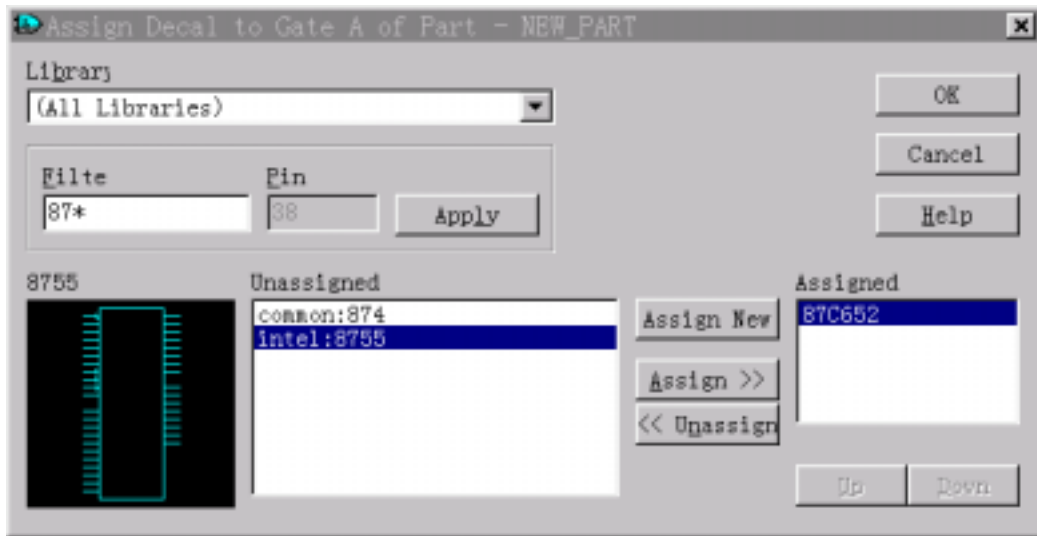 Assign Decal to Gate A of Part - NEW_PART
Library
(All Libraries)
OK
Cancel
Filte
Pin
87*
38
Apply
Help
8755
Unassigned
Assigned
common:874
intel:8755
Assign New
87C652
Assign >>
<< Unassign
Up
Down